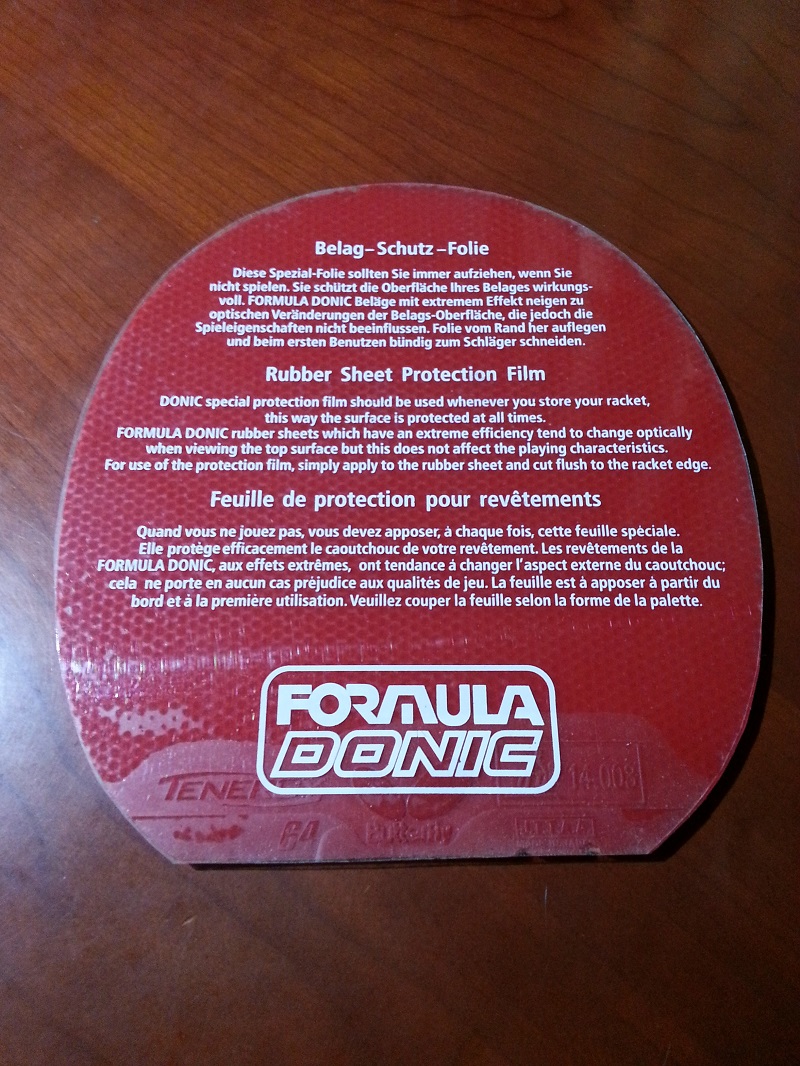 Belag-Schutz-Folie
Diese Spezial-Folie sollten Sie immer aufziehen, wenn Sie
nicht spielen. Sie schützt die Oberfläche Ihres Belages wirkungs-
voll. FORMULA DONIC Beläge mit extremem Effekt neigen zu
optischen Veränderungen der Belags-Oberfläche, die jedoch die
Spieleigenschaften nicht beeinflussen. Folie vom Rand her auflegen
und beim ersten Benutzen bündig zum Schläger schneiden.
Rubber Sheet Protection Film
DONIC special protection film should be used whenever you store your racket,
this way the surface is protected at all times.
FORMULA DONIC rubber sheets which have an extreme efficiency tend to change optically
when viewing the top surface but this does not affect the playing characteristics.
For use of the protection film, simply apply to the rubber sheet and cut flush to the racket edge.
Feuille de protection pour revêtements
Quand vous ne jouez pas, vous devez apposer, à chaque fois, cette feuille spéciale.
Elle protège efficacement le caoutchouc de votre revêtement. Les revêtements de la
FORMULA DONIC, aux effets extrêmes, ont tendance à changer l'aspect externe du caoutchouc;
cela ne porte en aucun cas préjudice aux qualités de jeu. La feuille est à apposer à partir du
bord et à la première utilisation. Veuillez couper la feuille selon la forme de la palette.
FORMULA
DONIC
14-003
64 Butterfly